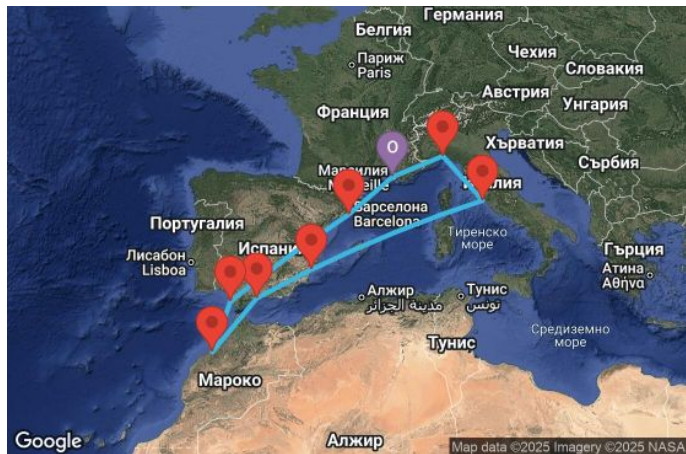 Германия
Белгия
Чехия
Париж
Paris
Словакия
Австрия
Унгария
Франция
Хърватия
Марсилия
Сърбия
O
Италия
Барселона
Barcelona
Португалия
Испания
Тиренско
море
Лисабон
Lisboa
Гърция
Атина
Αθήνα
Алжир
مدينة الجزائر
Тунис
تونس
Средиземно
море
Тунис
Мароко
Алжир
Google
Map data ©2025 Imagery ©2025 NASA